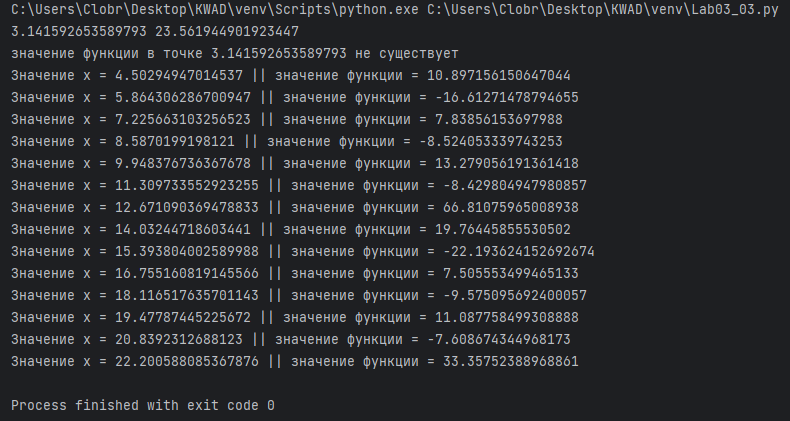 C:\Users\Clobr\Desktop\KWAD\venv\Scripts\python.exe C:\Users\Clobr\Desktop\KWAD\venv\Lab03_03.py
3.141592653589793 23.561944901923447
значение функции в точке 3.141592653589793 не существует
Значение x = 4.50294947014537 || значение функции = 10.897156150647044
Значение x = 5.864306286700947 || значение функции = -16.61271478794655
Значение x = 7.225663103256523 || значение функции = 7.83856153697988
Значение x = 8.5870199198121 || значение функции = -8.524053339743253
Значение x = 9.948376736367678 || значение функции = 13.279056191361418
Значение x = 11.309733552923255 || значение функции = -8.429804947980857
Значение x = 12.671090369478833 || значение функции = 66.81075965008938
Значение x = 14.03244718603441 || значение функции = 19.76445855530502
Значение x = 15.393804002589988 || значение функции = -22.193624152692674
Значение x = 16.755160819145566 || значение функции = 7.505553499465133
Значение x = 18.116517635701143 || значение функции = -9.575095692400057
Значение x = 19.47787445225672 || значение функции = 11.087758499308888
Значение x = 20.8392312688123 || значение функции = -7.608674344968173
Значение x = 22.200588085367876 || значение функции = 33.35752388968861
Process finished with exit code 0